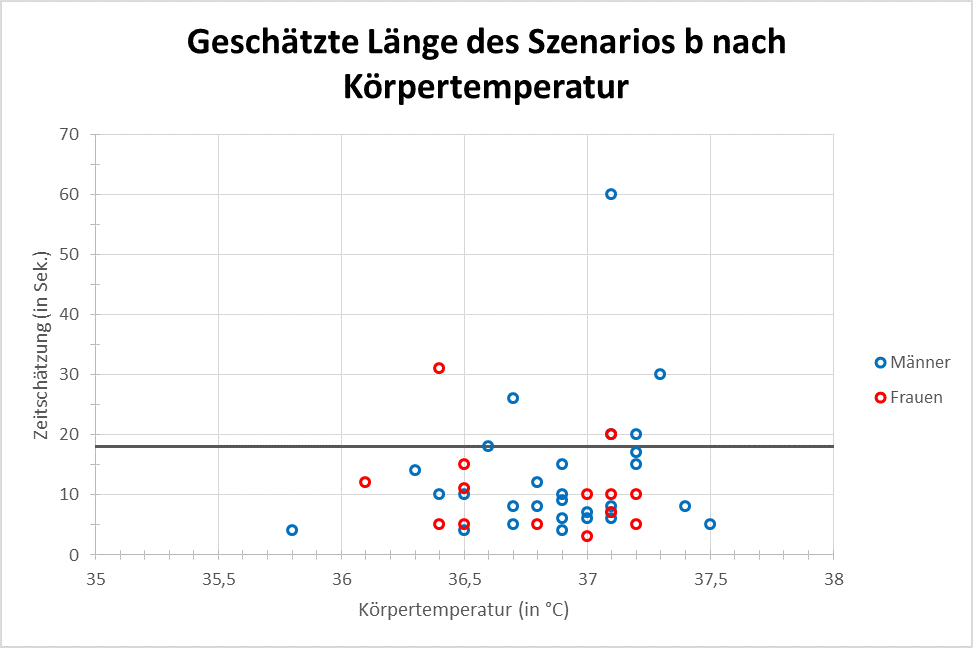 Geschätzte Länge des Szenarios b nach
Körpertemperatur
Zeitschätzung (in Sek.)
70
60
50
40
30
20
10
0
35
35,5
36
36,5
37
37,5
38
Körpertemperatur (in °C)
Männer
Frauen